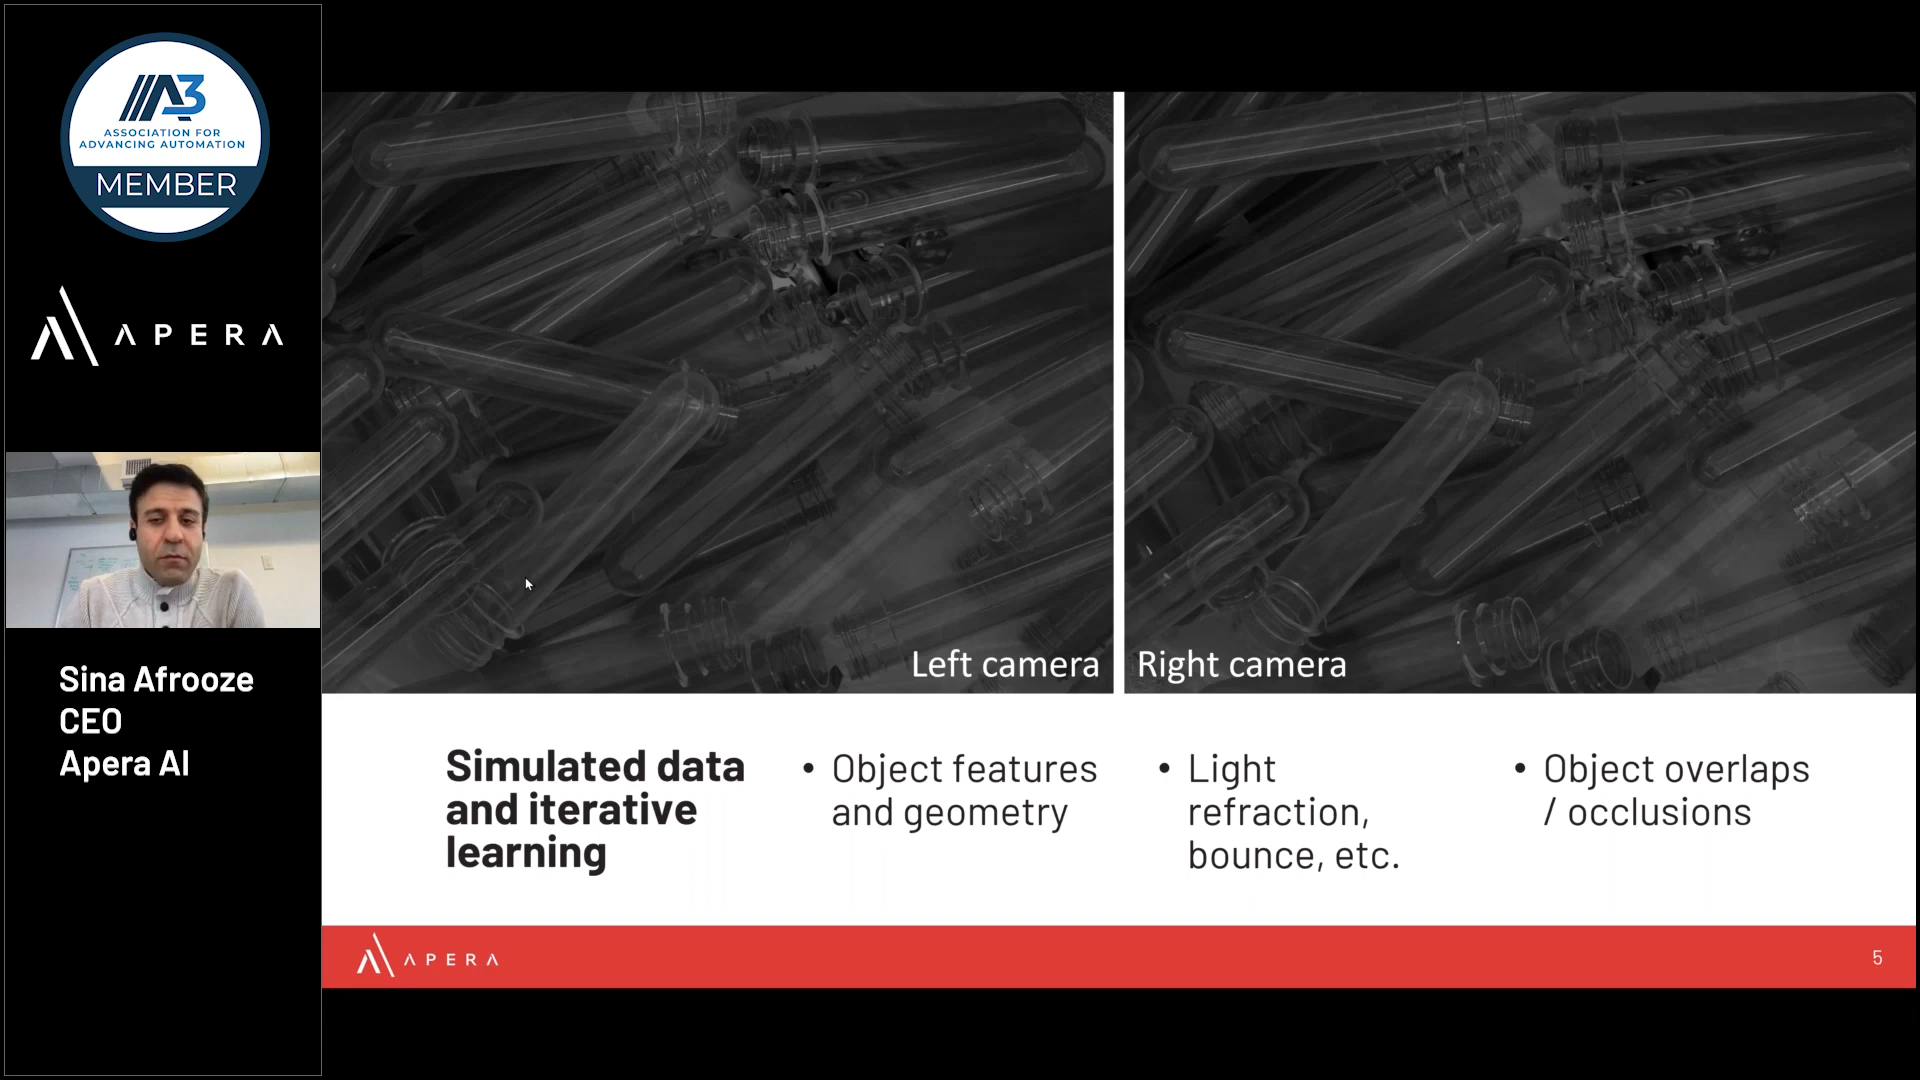 A3
ASSOCIATION FOR
ADVANCING AUTOMATION
MEMBER
APERA
Sina Afrooze
CEO
Apera AI
Left camera
Right camera
Simulated data
and iterative
learning
• Object features
and geometry
• Light
refraction,
bounce, etc.
• Object overlaps
/ occlusions
APERA
5